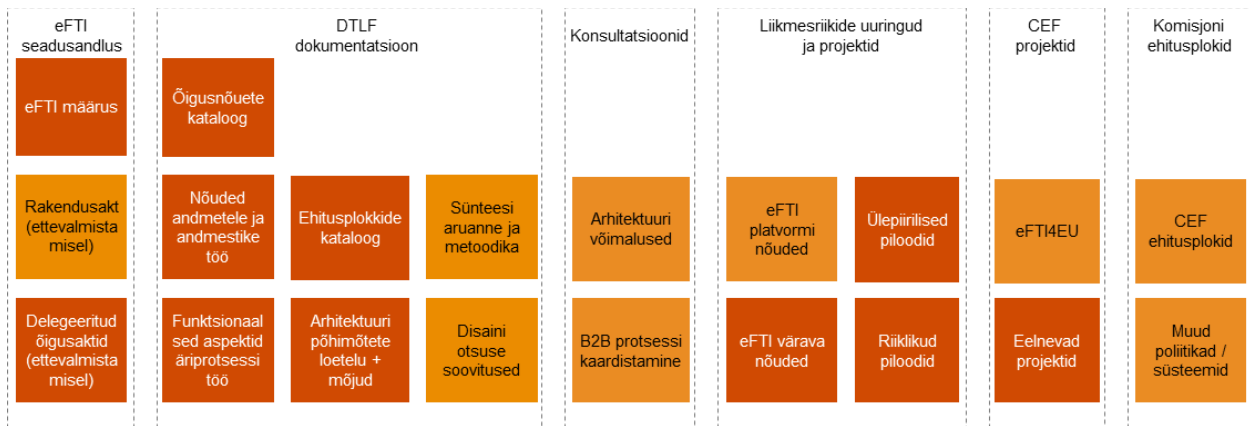 eFTI
seadusandlus
eFTI määrus
Rakendusakt
(ettevalmista
misel)
Delegeeritud
õigusaktid
(ettevalmista
misel)
DTLF
dokumentatsioon
Õigusnõuete
kataloog
Nõuded
andmetele ja
andmestike
töö
Ehitusplokkide
kataloog
Sünteesi
aruanne ja
metoodika
Funktsionaal
sed aspektid
äriprotsessi
töö
Arhitektuuri
põhimõtete
loetelu +
mõjud
Disaini
otsuse
soovitused
Konsultatsioonid
Arhitektuuri
võimalused
B2B protsessi
kaardistamine
Liikmesriikide uuringud
ja projektid
eFTI
platvormi
nõuded
Ülepiirilised
piloodid
eFTI värava
nõuded
Riiklikud
piloodid
CEF
projektid
eFTI4EU
Eelnevad
projektid
Komisjoni
ehitusplokid
CEF
ehitusplokid
Muud
poliitikad /
süsteemid